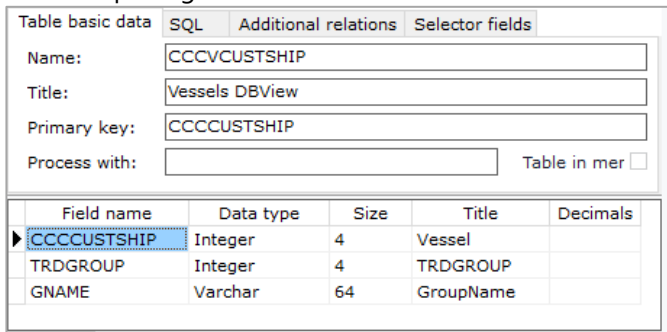 Table basic data SQL Additional relations Selector fields
Name: CCCVCUSTSHIP
Title: Vessels DBView
Primary key: CCCCUSTSHIP
Process with: Table in mer
Field name Data type Size Title Decimals
CCCCUSTSHIP Integer 4 Vessel
TRDGROUP Integer 4 TRDGROUP
GNAME Varchar 64 GroupName